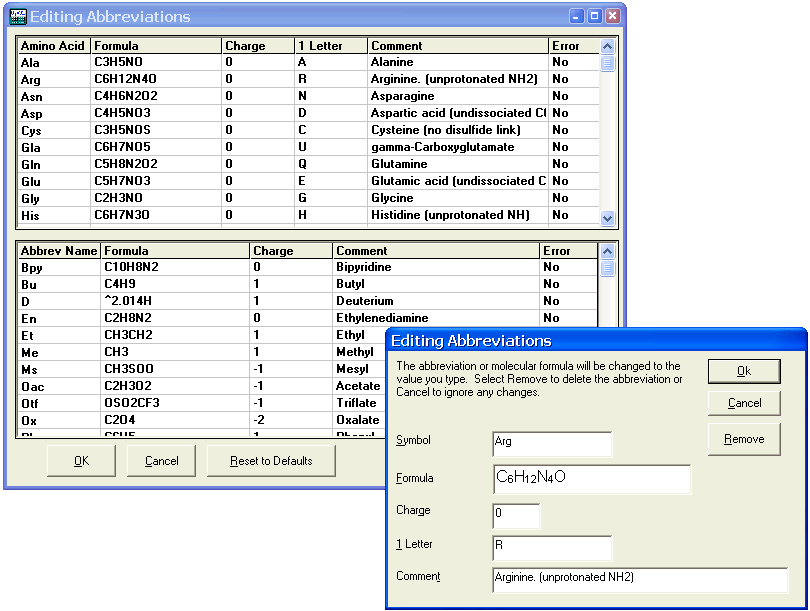 Editing Abbreviations
Amino Acid Formula Charge 1 Letter Comment Error
Ala C3H5NO 0 A Alanine No
Arg C6H12N4O 0 R Arginine. (unprotonated NH2) No
Asn C4H6N2O2 0 N Asparagine No
Asp C4H5NO3 0 D Aspartic acid (undissociated C No
Cys C3H5NOS 0 C Cysteine (no disulfide link) No
Gla C6H7NO5 0 U gamma-Carboxyglutamate No
Gln C5H8N2O2 0 Q Glutamine No
Glu C5H7NO3 0 E Glutamic acid (undissociated C No
Gly C2H3NO 0 G Glycine No
His C6H7N3O 0 H Histidine (unprotonated NH) No
Abbrev Name Formula Charge Comment Error
Bpy C10H8N2 0 Bipyridine No
Bu C4H9 1 Butyl No
D ^2.014H 1 Deuterium No
En C2H8N2 0 Ethylenediamine No
Et CH3CH2 1 Ethyl
Me CH3 1 Methyl
Ms CH3SOO -1 Mesyl
Oac C2H3O2 -1 Acetate
Otf OSO2CF3 -1 Triflate
Ox C2O4 -2 Oxalate
OK Cancel Reset to Defaults
Editing Abbreviations
The abbreviation or molecular formula will be changed to the
value you type. Select Remove to delete the abbreviation or
Cancel to ignore any changes.
Ok
Cancel
Remove
Symbol Arg
Formula C₆H₁₂N₄O
Charge 0
1 Letter R
Comment Arginine. (unprotonated NH2)